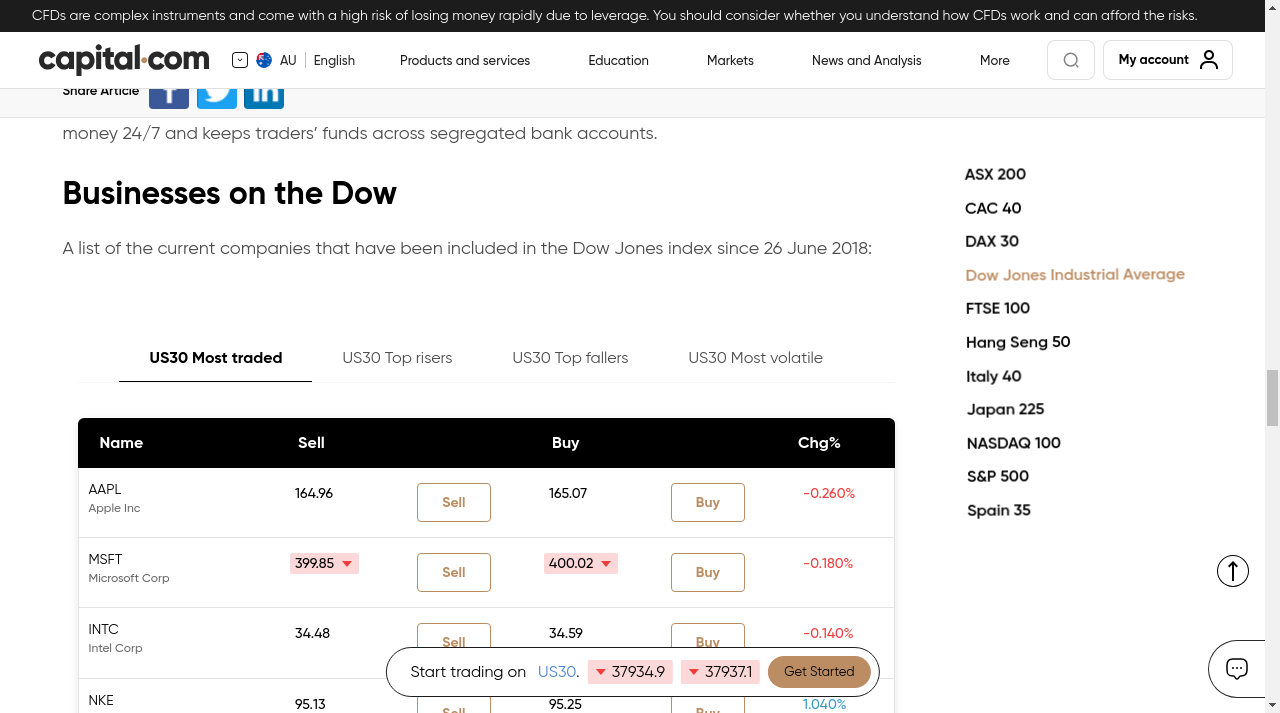 CFDs are complex instruments and come with a high risk of losing money rapidly due to leverage. You should consider whether you understand how CFDs work and can afford the risks.
capital.com
AU English
Products and services Education Markets News and Analysis More
My account
Share Article
money 24/7 and keeps traders’ funds across segregated bank accounts.
Businesses on the Dow
A list of the current companies that have been included in the Dow Jones index since 26 June 2018:
US30 Most traded US30 Top risers US30 Top fallers US30 Most volatile
Name Sell Buy Chg%
AAPL 164.96 Sell 165.07 Buy -0.260%
Apple Inc
MSFT 399.85 Sell 400.02 Buy -0.180%
Microsoft Corp
INTC 34.48 Sell 34.59 Buy -0.140%
Intel Corp
NKE 95.13 Sell 95.25 Buy 1.040%
Start trading on US30. 37934.9 37937.1 Get Started
ASX 200
CAC 40
DAX 30
Dow Jones Industrial Average
FTSE 100
Hang Seng 50
Italy 40
Japan 225
NASDAQ 100
S&P 500
Spain 35